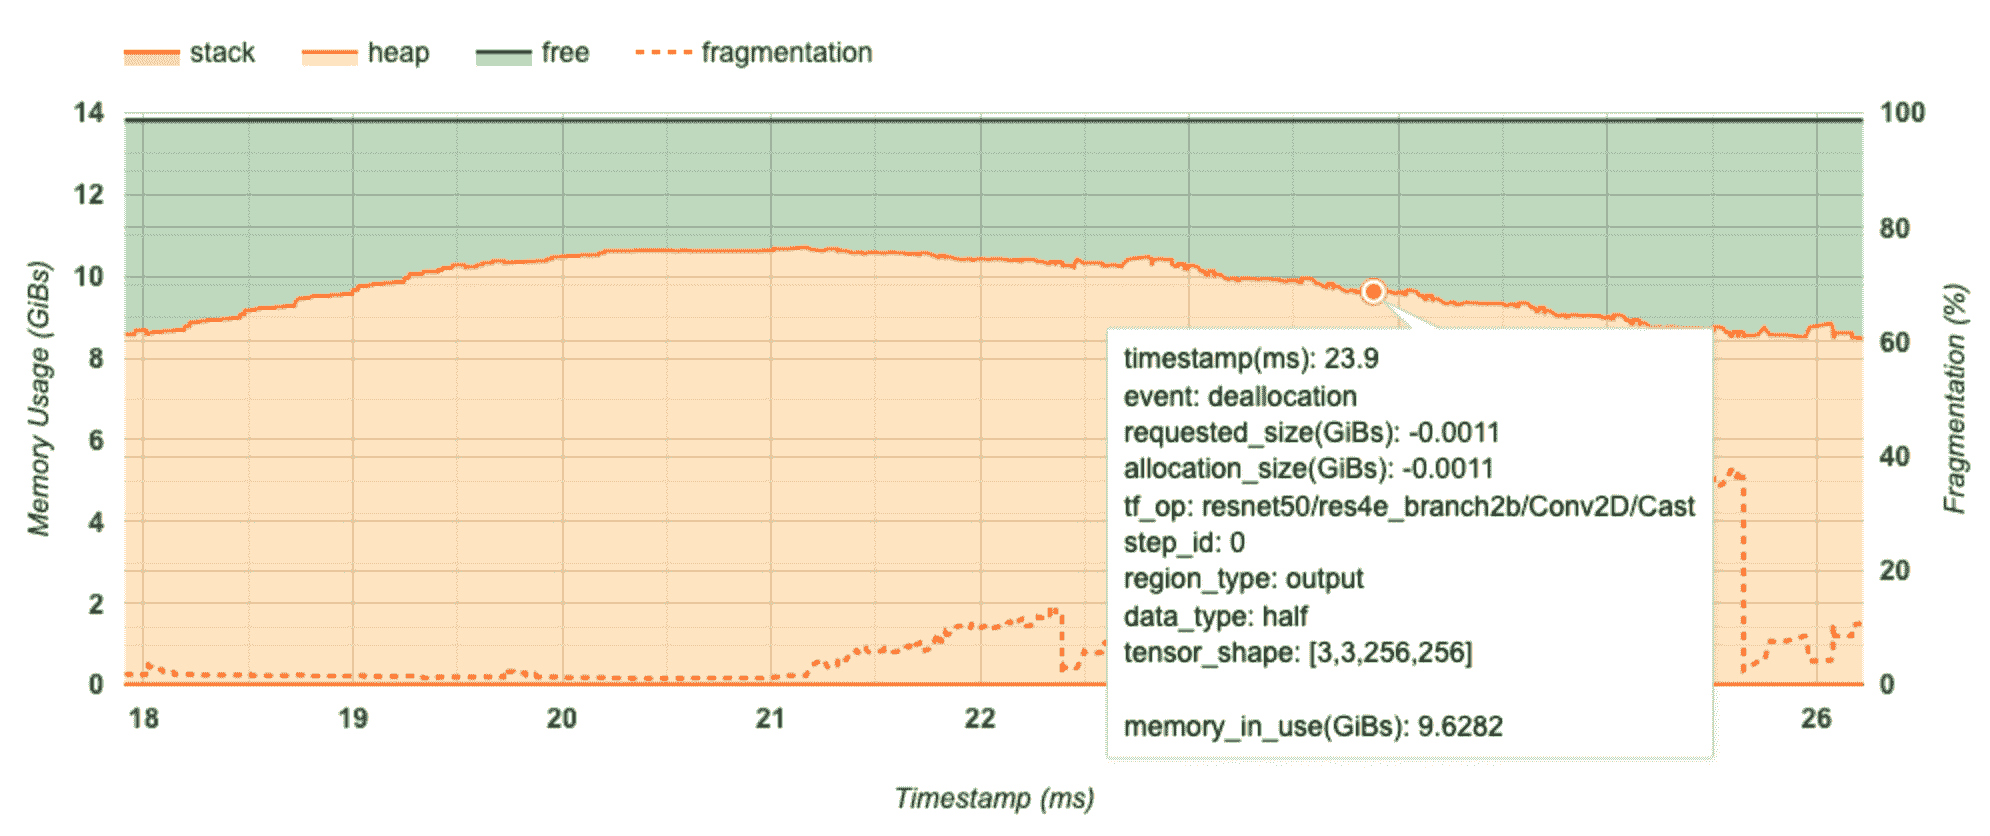 stack heap free fragmentation
14 100
12
80
10
8 60
6
40
4
20
2
0 0
Memory Usage (GiBs)
Fragmentation (%)
timestamp(ms): 23.9
event: deallocation
requested_size(GiBs): -0.0011
allocation_size(GiBs): -0.0011
tf_op: resnet50/res4e_branch2b/Conv2D/Cast
step_id: 0
region_type: output
data_type: half
tensor_shape: [3,3,256,256]
memory_in_use(GiBs): 9.6282
18 19 20 21 22 26
Timestamp (ms)